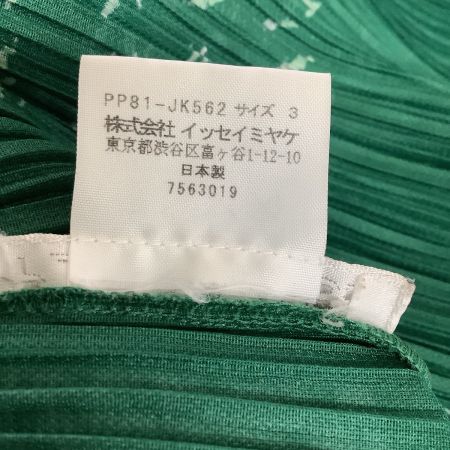 PP81-JK562 サイズ 3
株式会社 イッセイミヤケ
東京都渋谷区富ヶ谷1-12-10
日本製
7563019